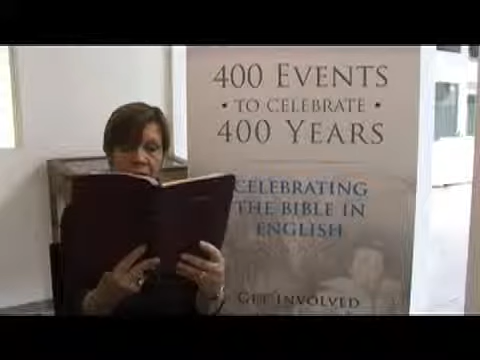 400 EVENTS
• TO CELEBRATE •
400 YEARS
CELEBRATING
THE BIBLE IN
ENGLISH
GET INVOLVED